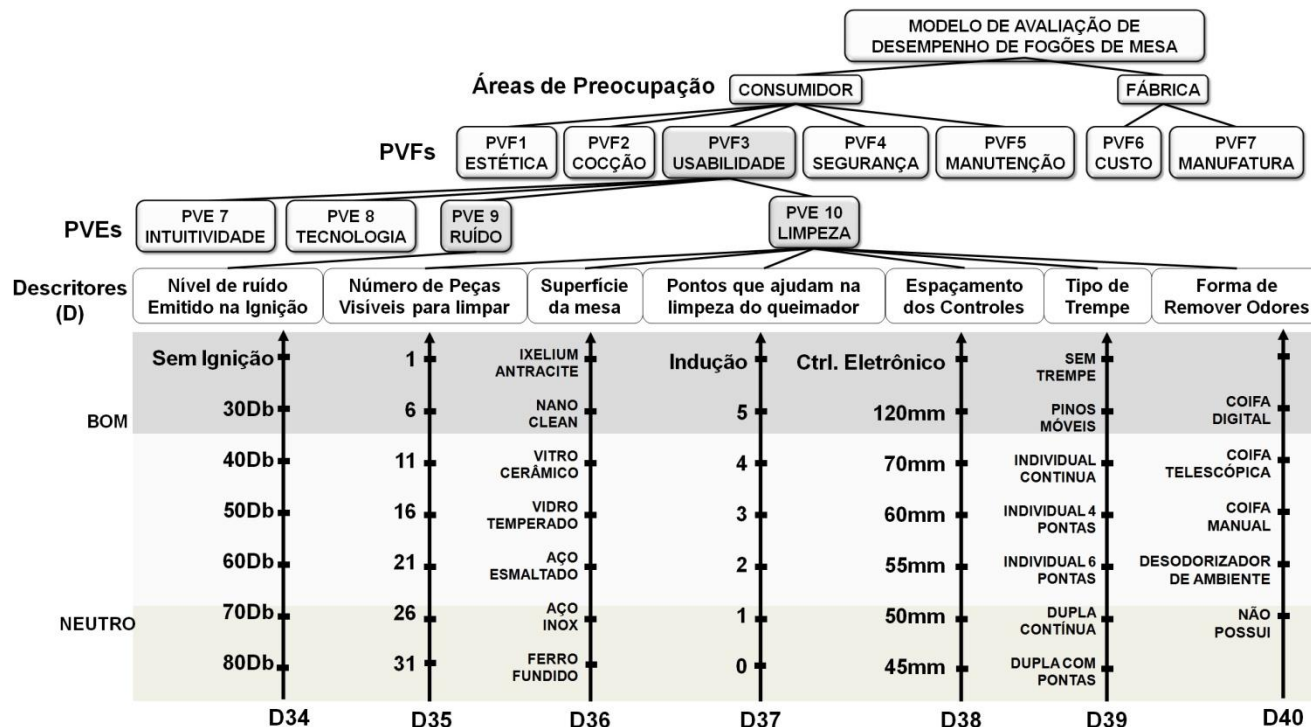 MODELO DE AVALIAÇÃO DE
DESEMPENHO DE FOGÕES DE MESA
Áreas de Preocupação
CONSUMIDOR
FÁBRICA
PVFs
PVF1
ESTÉTICA
PVF2
COCÇÃO
PVF3
USABILIDADE
PVF4
SEGURANÇA
PVF5
MANUTENÇÃO
PVF6
CUSTO
PVF7
MANUFATURA
PVEs
PVE 7
INTUITIVIDADE
PVE 8
TECNOLOGIA
PVE 9
RUÍDO
PVE 10
LIMPEZA
Descritores
(D)
Nível de ruído
Emitido na Ignição
Número de Peças
Visíveis para limpar
Superfície
da mesa
Pontos que ajudam na
limpeza do queimador
Espaçamento
dos Controles
Tipo de
Trempe
Forma de
Remover Odores
BOM
NEUTRO
Sem Ignição
30Db
40Db
50Db
60Db
70Db
80Db
D34
1
6
11
16
21
26
31
D35
IXELIUM
ANTRACITE
NANO
CLEAN
VITRO
CERÂMICO
VIDRO
TEMPERADO
AÇO
ESMALTADO
AÇO
INOX
FERRO
FUNDIDO
D36
Indução
5
4
3
2
1
0
D37
Ctrl. Eletrônico
120mm
70mm
60mm
55mm
50mm
45mm
D38
SEM
TREMPE
PINOS
MÓVEIS
INDIVIDUAL
CONTINUA
INDIVIDUAL 4
PONTAS
INDIVIDUAL 6
PONTAS
DUPLA
CONTÍNUA
DUPLA COM
PONTAS
D39
COIFA
DIGITAL
COIFA
TELESCÓPICA
COIFA
MANUAL
DESODORIZADOR
DE AMBIENTE
NÃO
POSSUI
D40